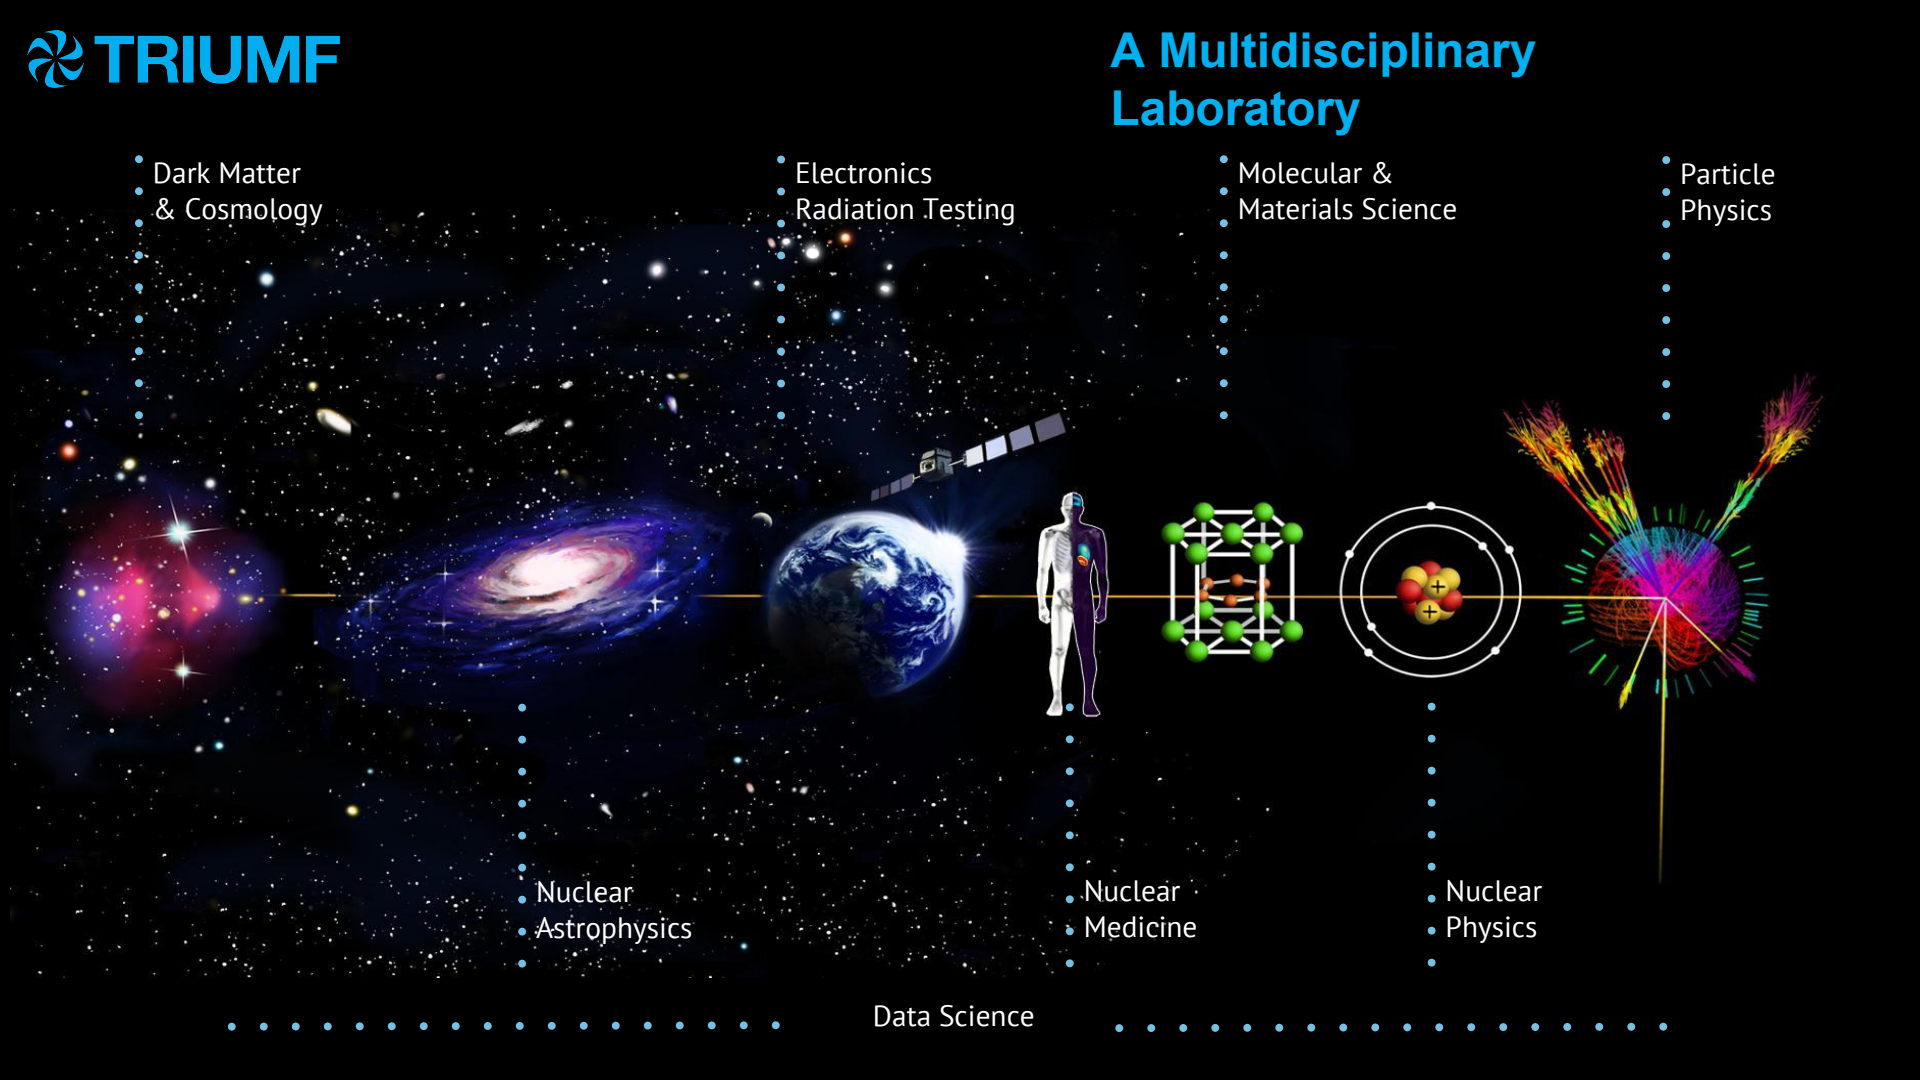 TRIUMF
A Multidisciplinary
Laboratory
Dark Matter
& Cosmology
Electronics
Radiation Testing
Molecular &
Materials Science
Particle
Physics
Nuclear
Astrophysics
Nuclear
Medicine
Nuclear
Physics
Data Science